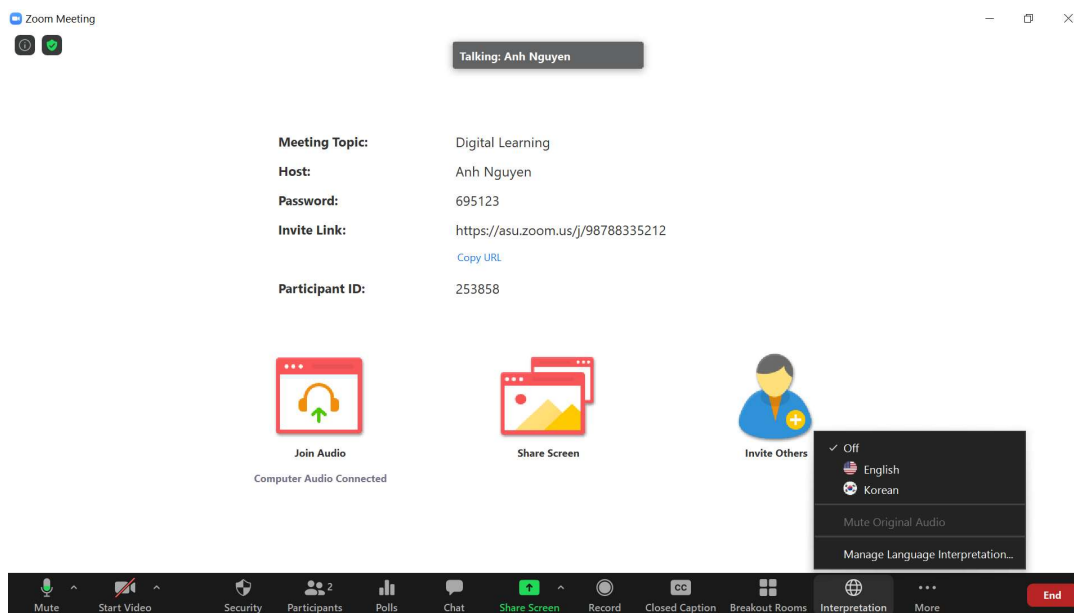 Zoom Meeting
Talking: Anh Nguyen
Meeting Topic: Digital Learning
Host: Anh Nguyen
Password: 695123
Invite Link: https://asu.zoom.us/j/98788335212
Copy URL
Participant ID: 253858
Join Audio
Computer Audio Connected
Share Screen
Invite Others
Off
English
Korean
Mute Original Audio
Manage Language Interpretation...
Mute Start Video Security Participants 2 Polls Chat Share Screen Record CC Closed Caption Breakout Rooms Interpretation More End